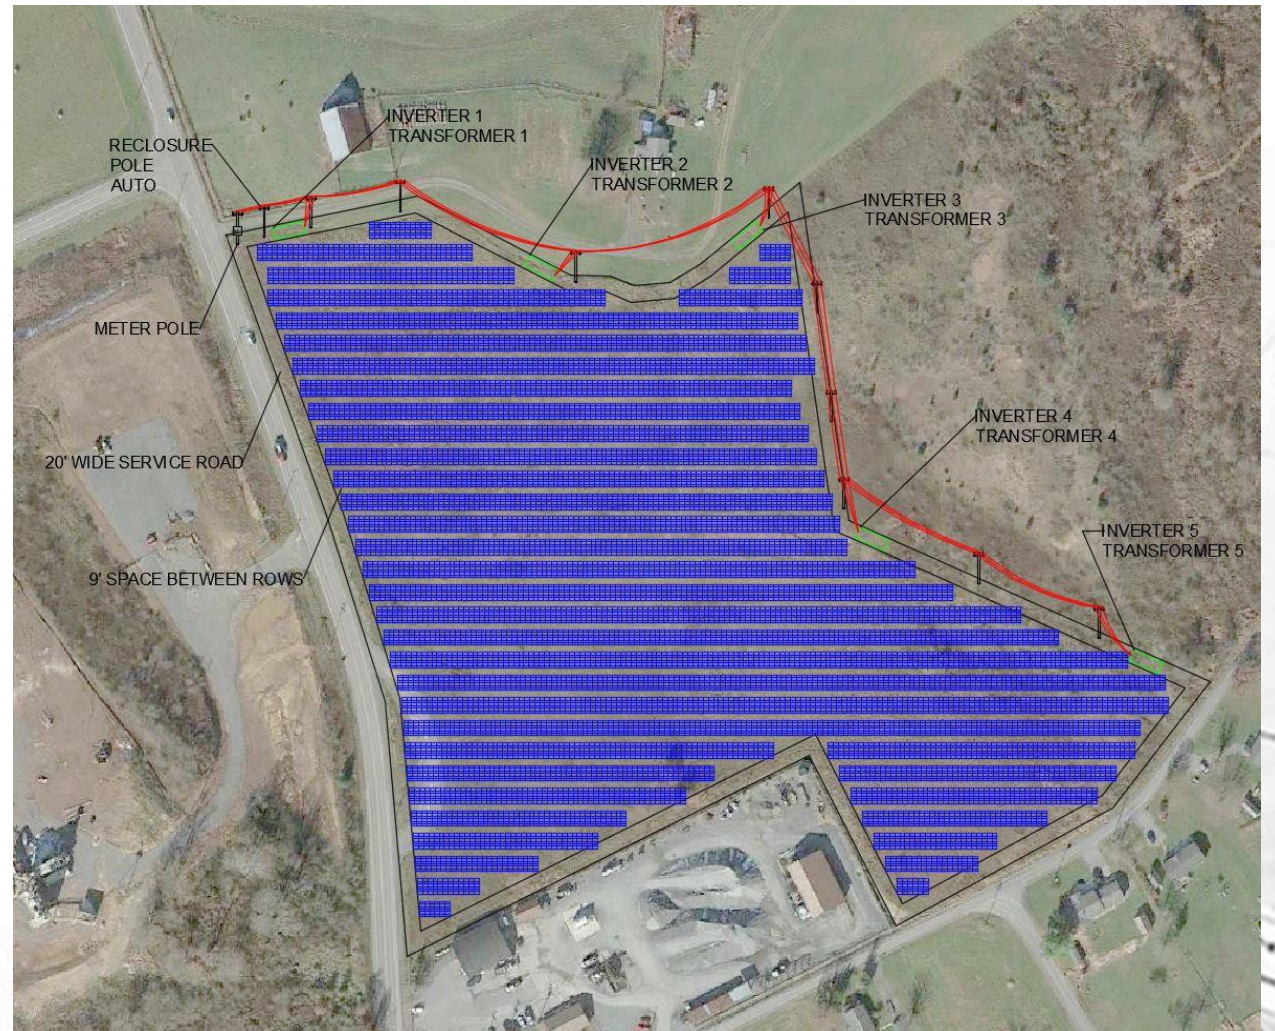 INVERTER 1
TRANSFORMER 1
RECLOSURE
POLE
AUTO
INVERTER 2
TRANSFORMER 2
INVERTER 3
TRANSFORMER 3
METER POLE
INVERTER 4
TRANSFORMER 4
20' WIDE SERVICE ROAD
INVERTER 5
TRANSFORMER 5
9' SPACE BETWEEN ROWS